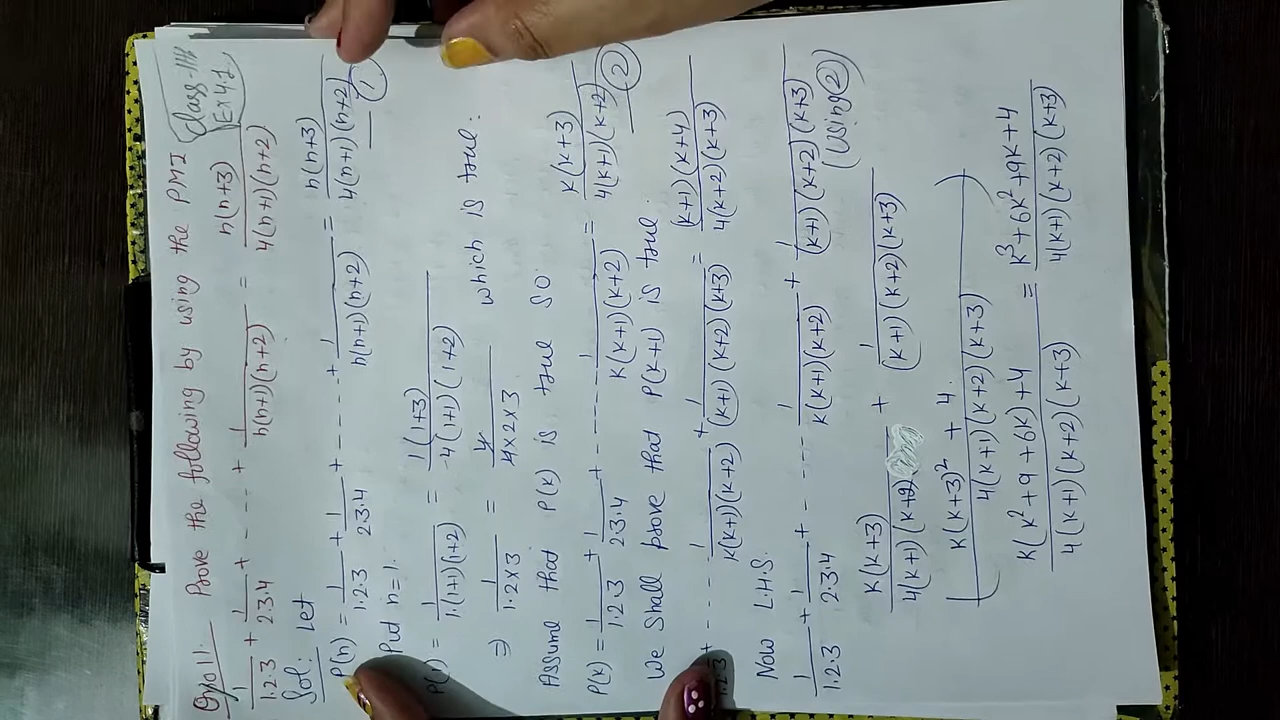 Class-11th
Ex 4.1
Qno11. Prove the following by using the PMI
1/1.2.3 + 1/2.3.4 + - - - + 1/n(n+1)(n+2) = n(n+3)/4(n+1)(n+2)
Sol: Let
P(n) = 1/1.2.3 + 1/2.3.4 + - - - - + 1/n(n+1)(n+2) = n(n+3)/4(n+1)(n+2) — ①
Put n=1.
P(1) = 1/1.(1+1)(1+2) = 1(1+3)/4(1+1)(1+2)
⇒ 1/1.2×3 = 4/4×2×3 which is true.
Assume that P(k) is true so
P(k) = 1/1.2.3 + 1/2.3.4 + - - - - - 1/k(k+1)(k+2) = k(k+3)/4(k+1)(k+2) — ②
We shall prove that P(k+1) is true.
1/1.2.3 + - - - 1/k(k+1)(k+2) + 1/(k+1)(k+2)(k+3) = (k+1)(k+4)/4(k+2)(k+3)
Now L.H.S.
1/1.2.3 + 1/2.3.4 + - - - - 1/k(k+1)(k+2) + 1/(k+1)(k+2)(k+3)
(Using ②)
k(k+3)/4(k+1)(k+2) + 1/(k+1)(k+2)(k+3)
k(k+3)² + 4/4(k+1)(k+2)(k+3)
k(k²+9+6k)+4/4(k+1)(k+2)(k+3) = k³+6k²+9k+4/4(k+1)(k+2)(k+3)